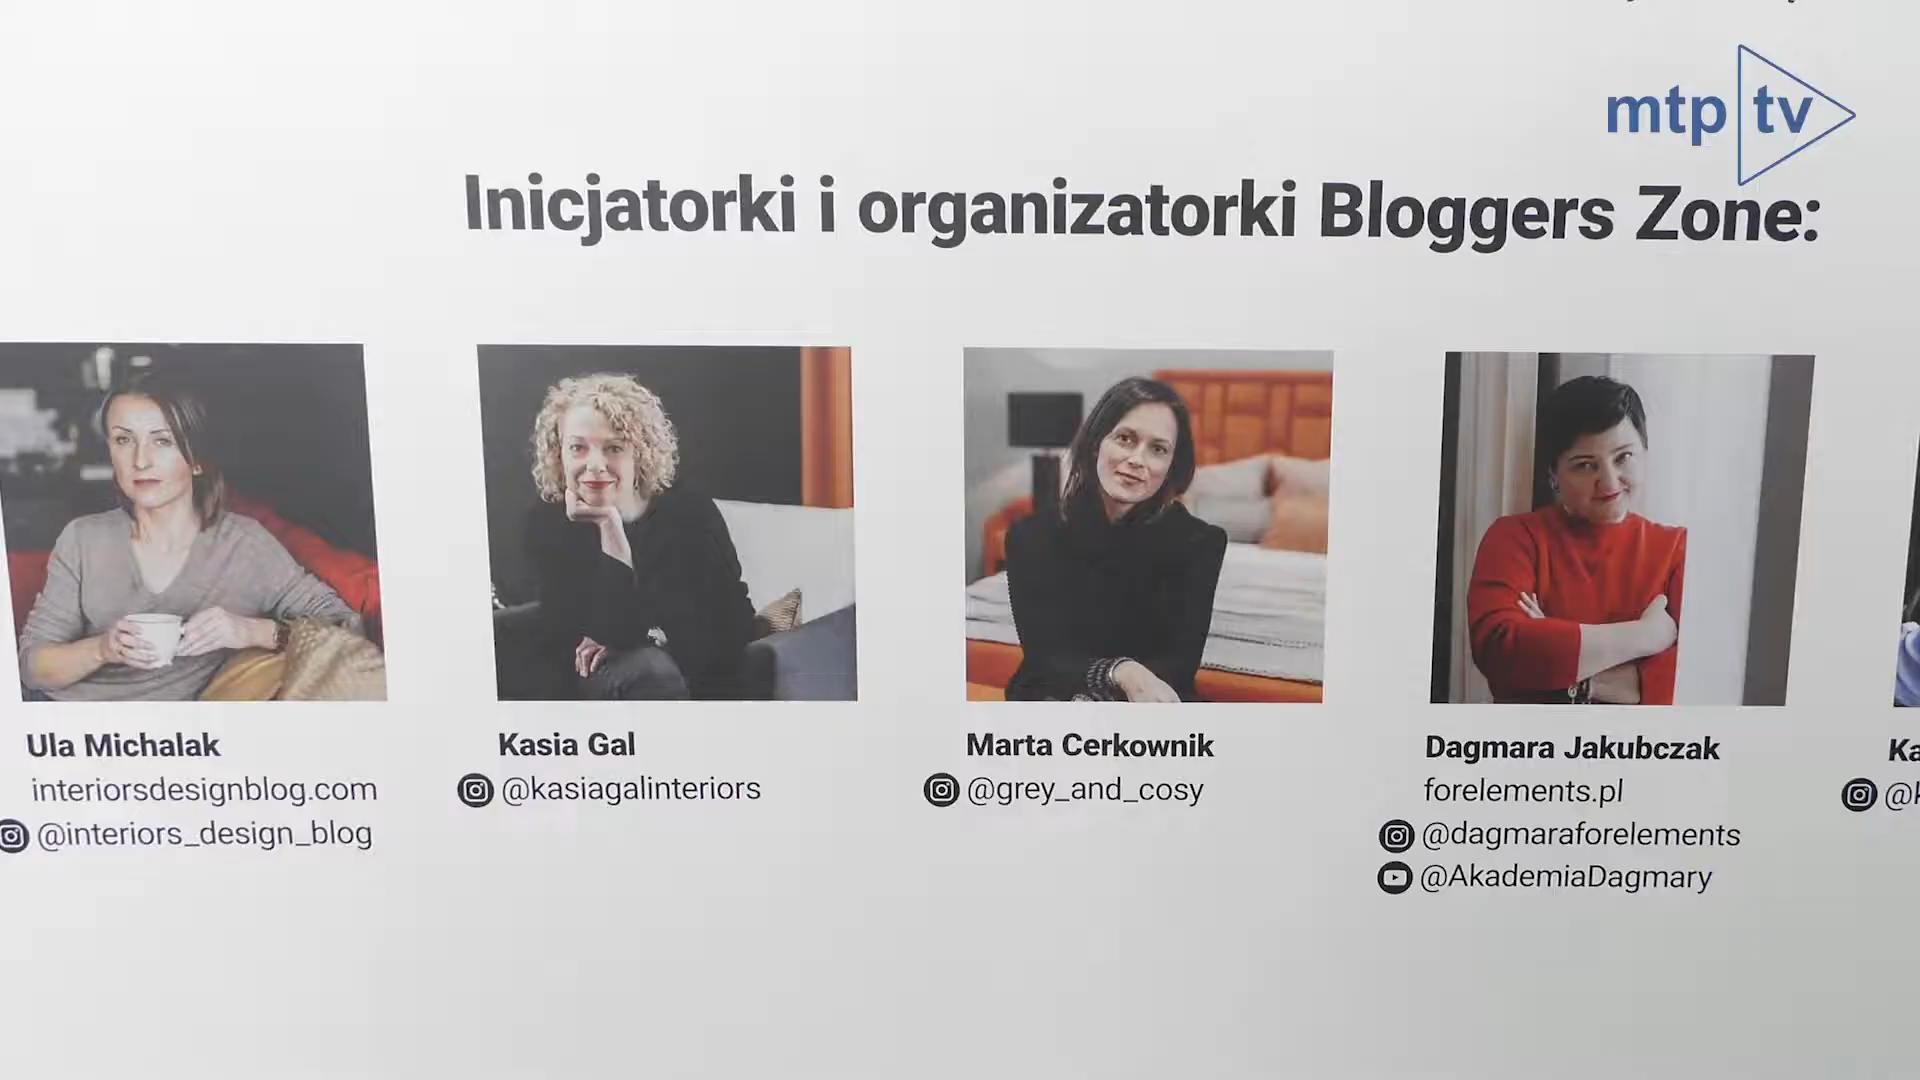 mtp tv
Inicjatorki i organizatorki Bloggers Zone:
Ula Michalak
interiorsdesignblog.com
@interiors_design_blog
Kasia Gal
@kasiagalinteriors
Marta Cerkownik
@grey_and_cosy
Dagmara Jakubczak
forelements.pl
@dagmaraforelements
@AkademiaDagmary